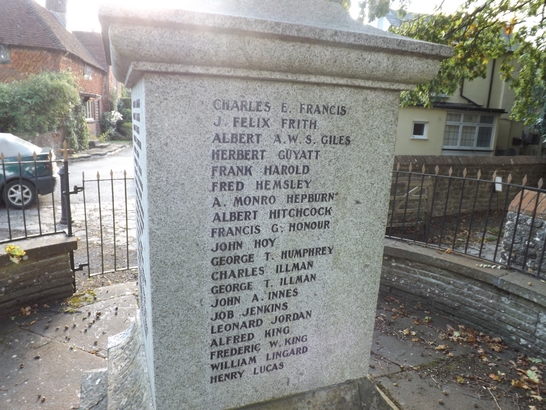 CHARLES E. FRANCIS
J. FELIX FRITH
ALBERT A.W.S. GILES
HERBERT GUYATT
FRANK HAROLD
FRED HEMSLEY
A. MONRO HEPBURN
ALBERT HITCHCOCK
FRANCIS G. HONOUR
JOHN HOY
GEORGE T. HUMPHREY
CHARLES ILLMAN
GEORGE T. ILLMAN
JOHN A. INNES
JOB JENKINS
LEONARD JORDAN
ALFRED KING
FREDERIC W. KING
WILLIAM LINGARD
HENRY LUCAS